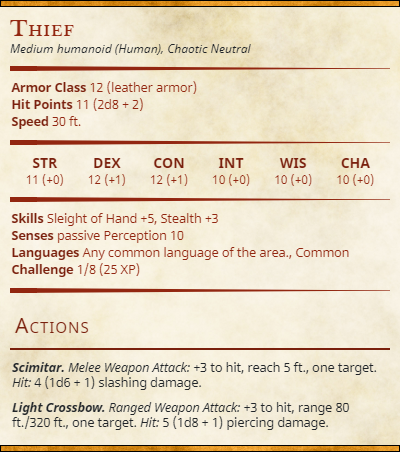 Thief
Medium humanoid (Human), Chaotic Neutral
Armor Class 12 (leather armor)
Hit Points 11 (2d8 + 2)
Speed 30 ft.
STR DEX CON INT WIS CHA
11 (+0) 12 (+1) 12 (+1) 10 (+0) 10 (+0) 10 (+0)
Skills Sleight of Hand +5, Stealth +3
Senses passive Perception 10
Languages Any common language of the area., Common
Challenge 1/8 (25 XP)
Actions
Scimitar. Melee Weapon Attack: +3 to hit, reach 5 ft., one target.
Hit: 4 (1d6 + 1) slashing damage.
Light Crossbow. Ranged Weapon Attack: +3 to hit, range 80
ft./320 ft., one target. Hit: 5 (1d8 + 1) piercing damage.